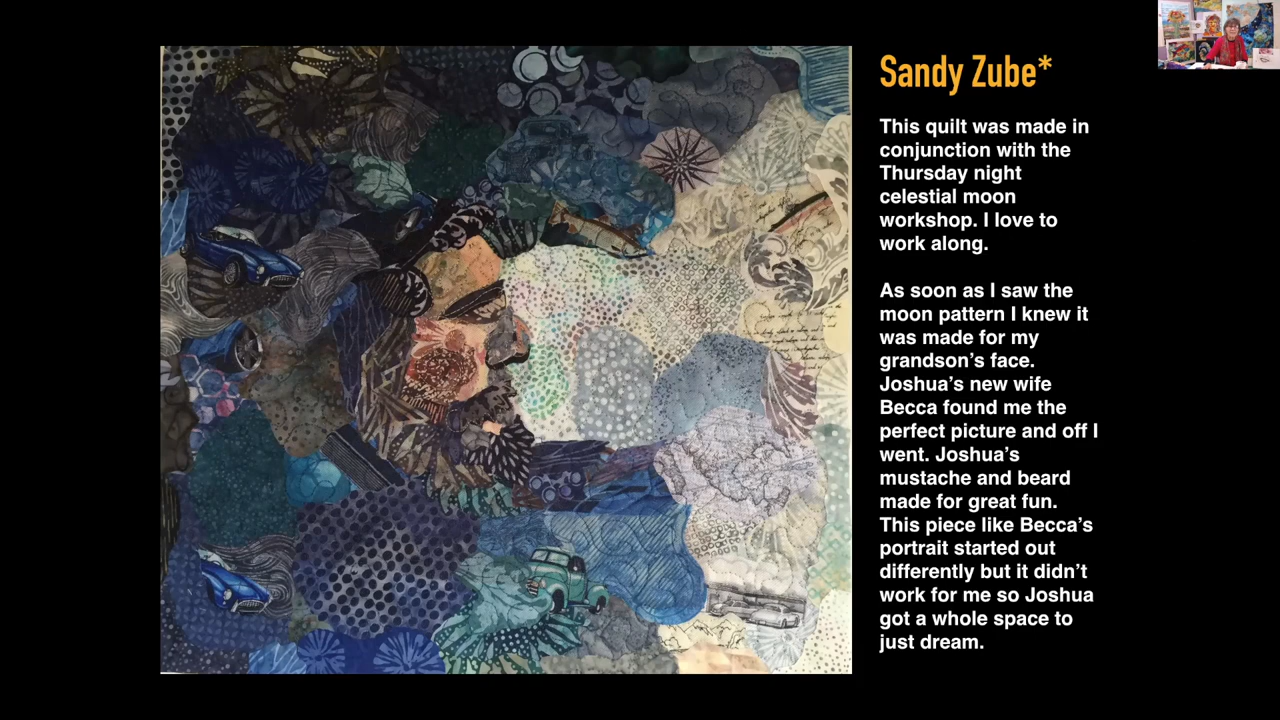 Sandy Zube*
This quilt was made in
conjunction with the
Thursday night
celestial moon
workshop. I love to
work along.
As soon as I saw the
moon pattern I knew it
was made for my
grandson’s face.
Joshua’s new wife
Becca found me the
perfect picture and off I
went. Joshua’s
mustache and beard
made for great fun.
This piece like Becca’s
portrait started out
differently but it didn’t
work for me so Joshua
got a whole space to
just dream.